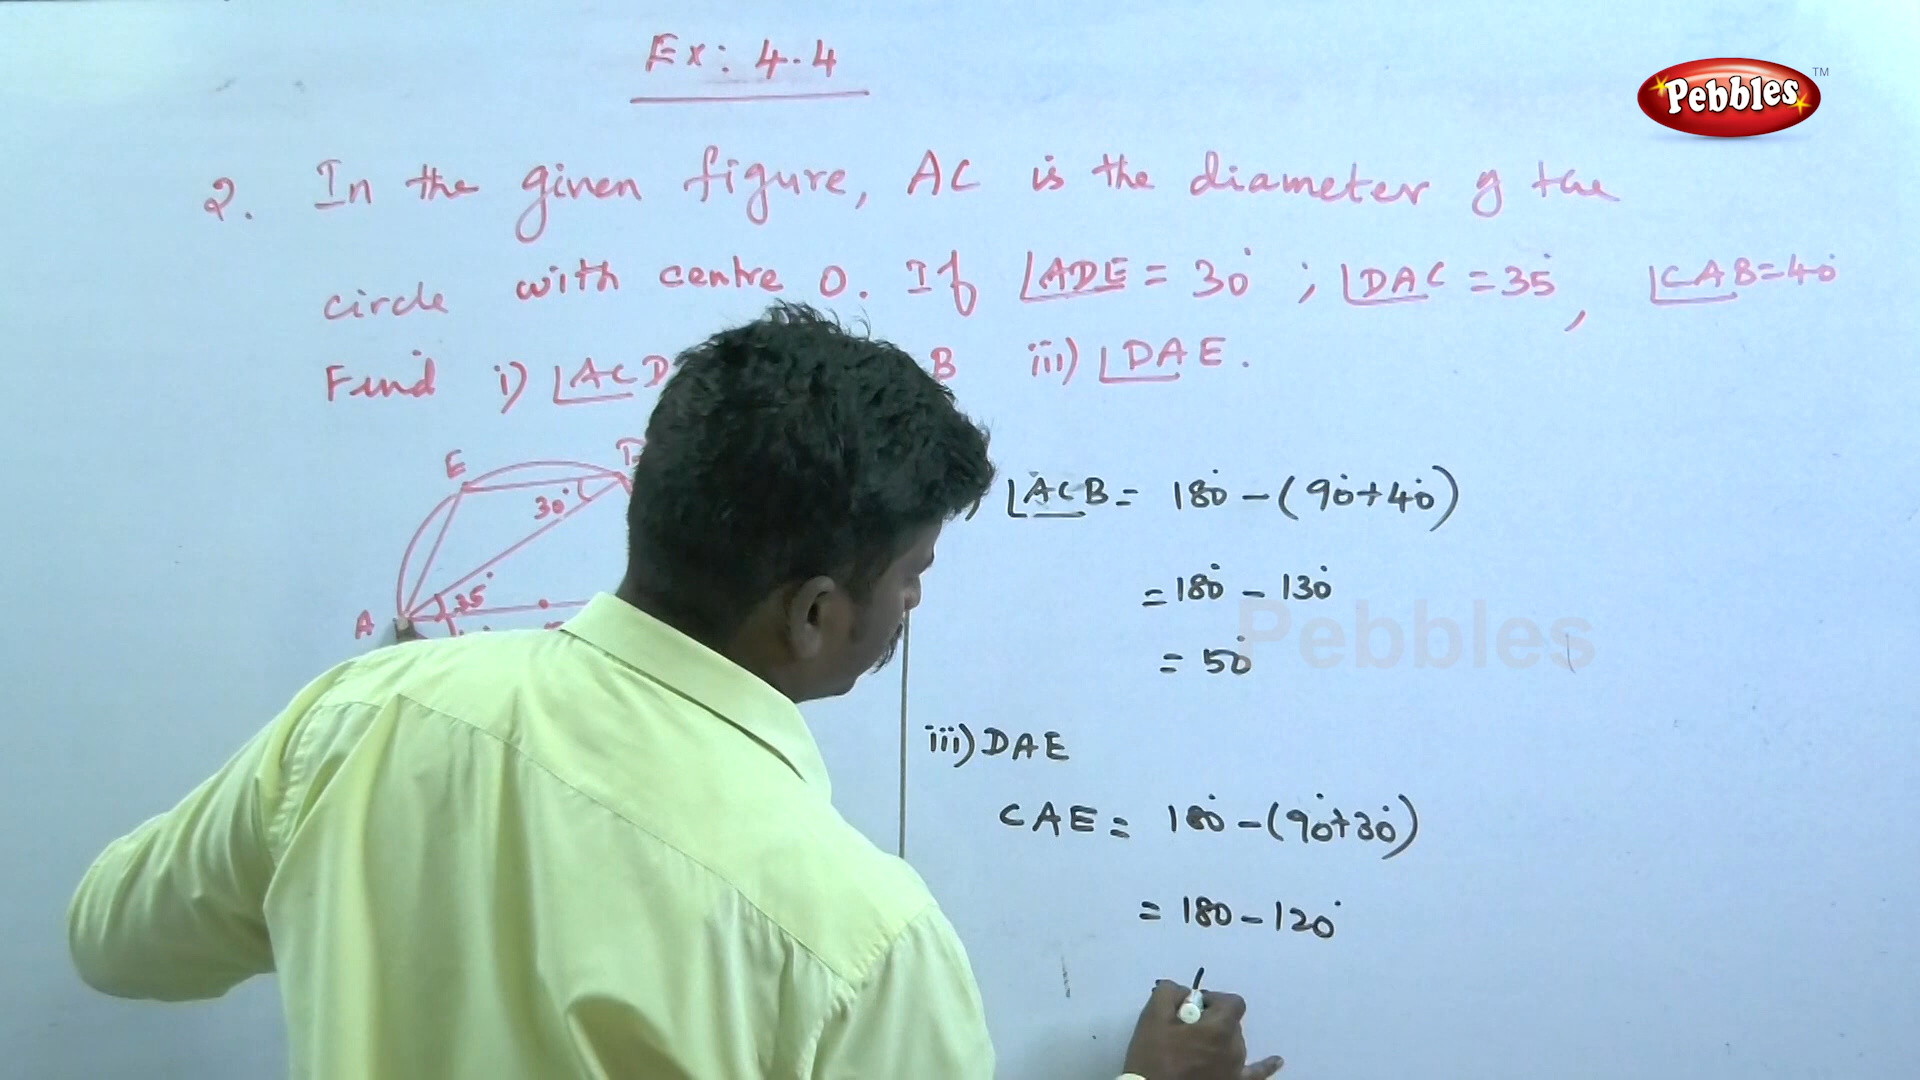 Ex: 4.4
Pebbles TM
2. In the given figure, AC is the diameter of the
circle with centre O. If ∠ADE = 30° ; ∠DAC = 35°, ∠CAB=40°
Find i) ∠ACD B iii) ∠DAE.
E D
30°
35°
A
) ∠ACB = 180° - (90°+40°)
= 180° - 130°
= 50°
Pebbles
iii) DAE
CAE = 180° - (90°+30°)
= 180 - 120°